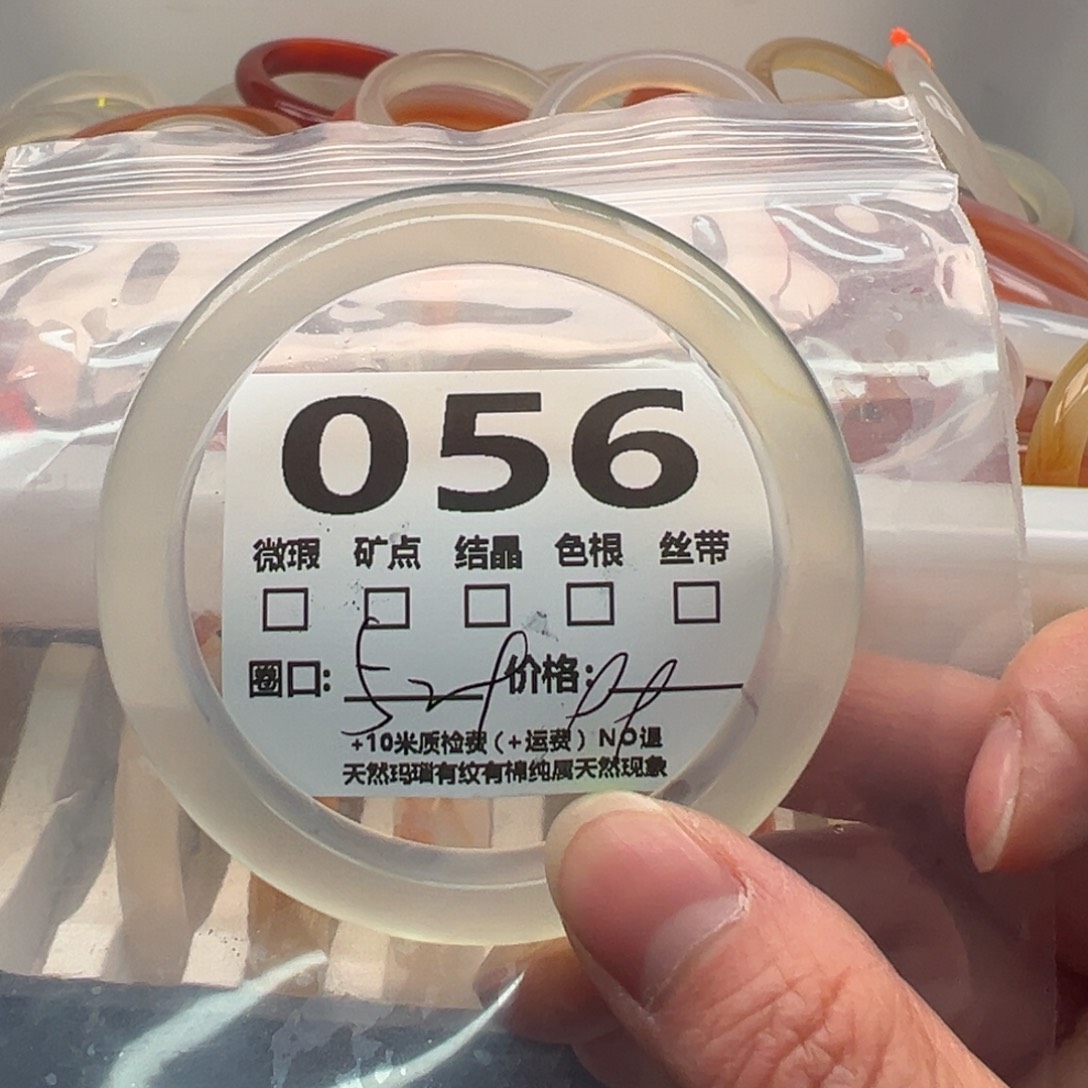 056
微瑕 矿点 结晶 色根 丝带
圈口: 价格:
+10米质检费(+运费)NO退
天然玛瑙有纹有棉纯属天然现象